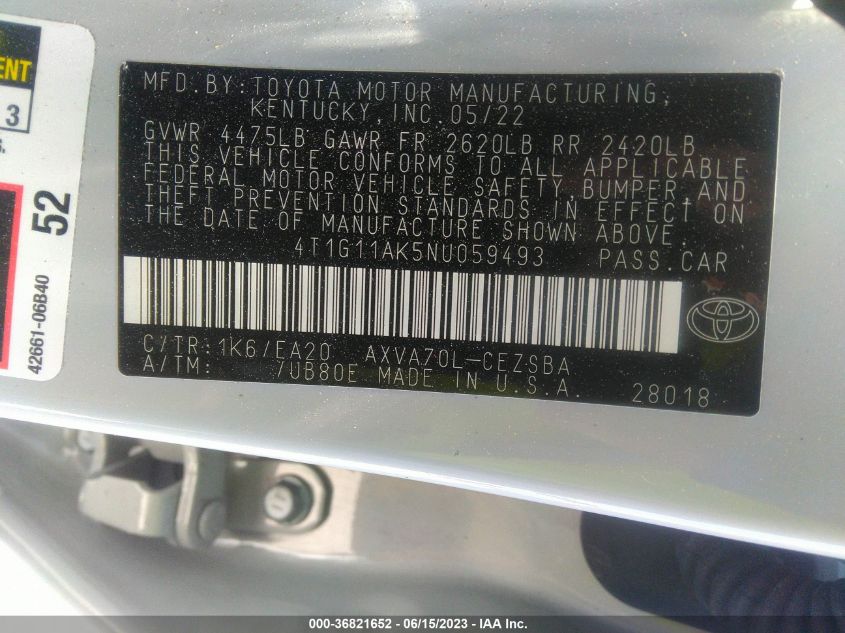 ENT
3
S.
52
42661-06B40
MFD.BY:TOYOTA MOTOR MANUFACTURING,
KENTUCKY,INC.05/22
GVWR 4475LB GAWR FR 2620LB RR 2420LB
THIS VEHICLE CONFORMS TO ALL APPLICABLE
FEDERAL MOTOR VEHICLE SAFETY,BUMPER AND
THEFT PREVENTION STANDARDS IN EFFECT ON
THE DATE OF MANUFACTURE SHOWN ABOVE.
4T1G11AK5NU059493 PASS.CAR
C/TR:1K6/EA20 AXVA70L-CEZSBA
A/TM: 7UB80E MADE IN U.S.A. 28018
000-36821652 - 06/15/2023 - IAA Inc.